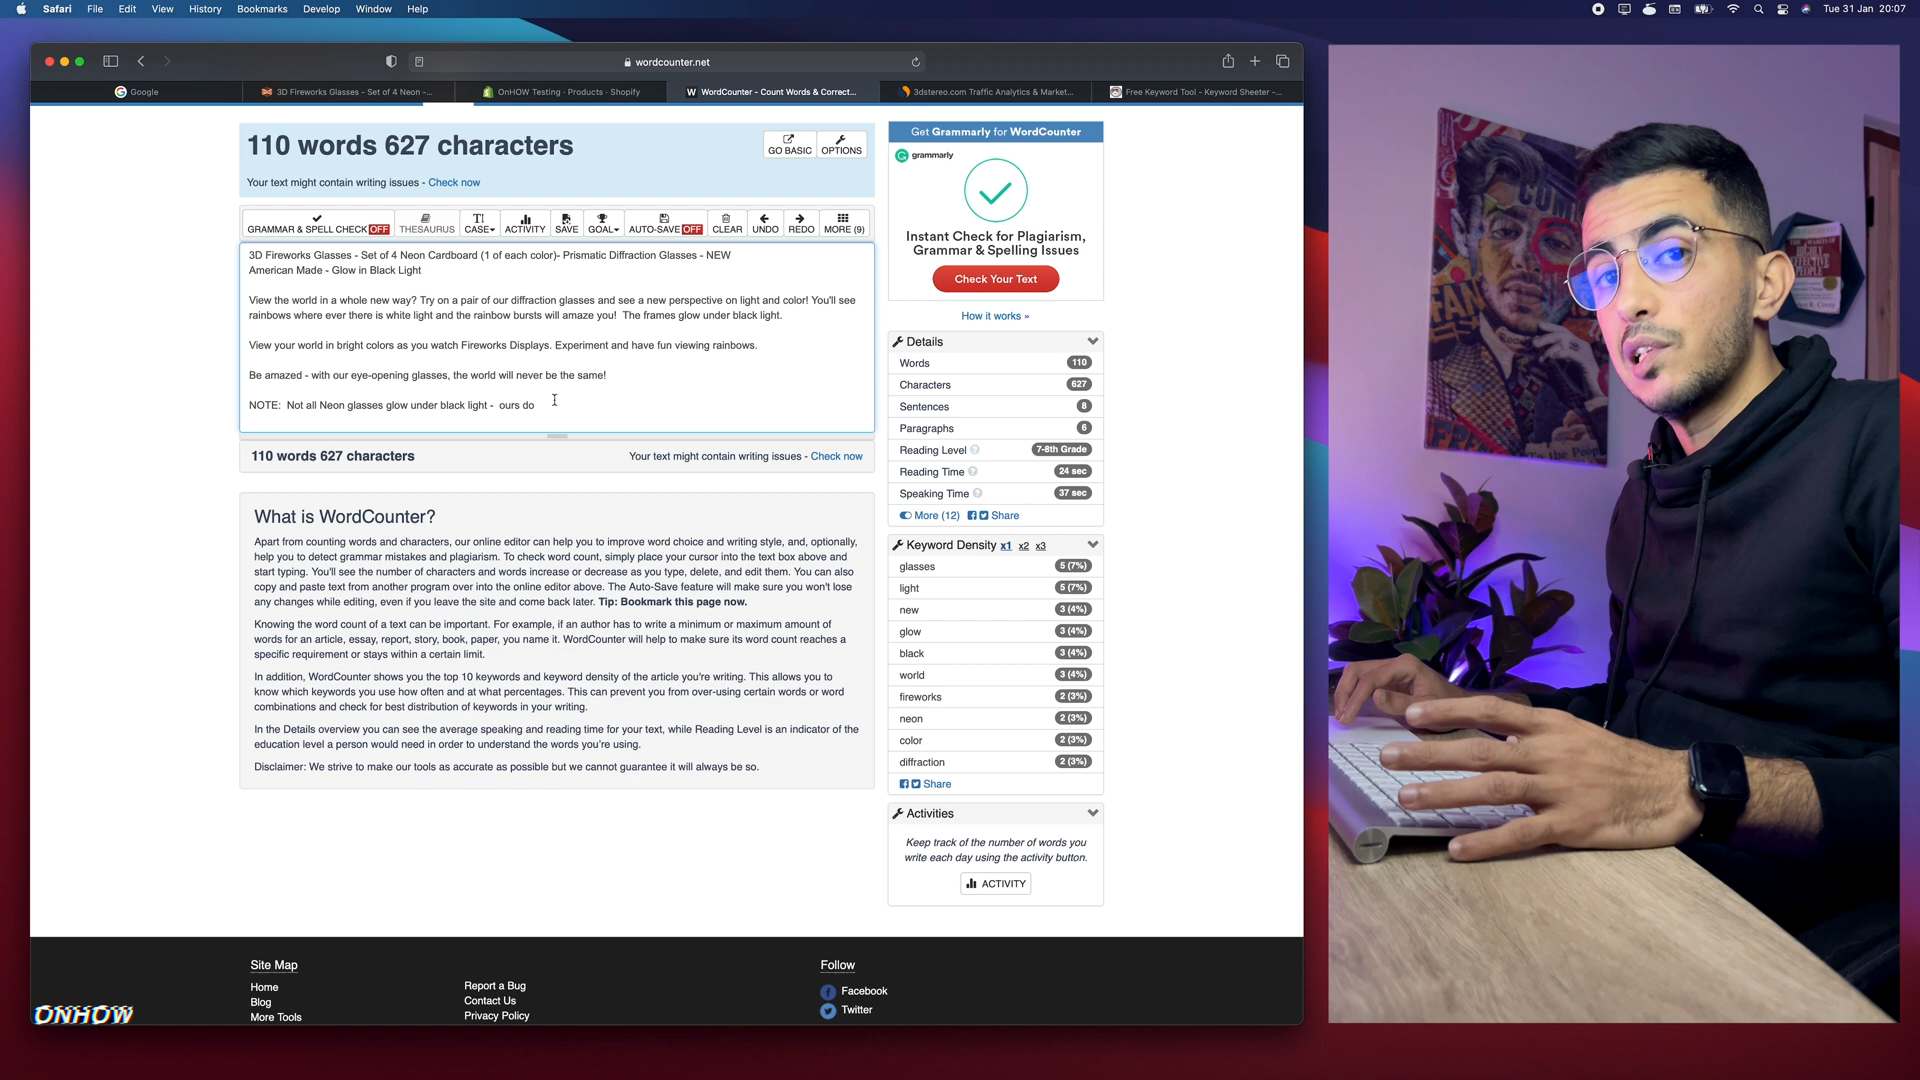 Safari File Edit View History Bookmarks Develop Window Help
Tue 31 Jan 20:07
wordcounter.net
Google
3D Fireworks Glasses - Set of 4 Neon -...
OnHOW Testing · Products · Shopify
W WordCounter - Count Words & Correct...
3dstereo.com Traffic Analytics & Market...
Free Keyword Tool - Keyword Sheeter -...
110 words 627 characters
GO BASIC
OPTIONS
Your text might contain writing issues - Check now
GRAMMAR & SPELL CHECK OFF
THESAURUS
CASE
ACTIVITY
SAVE
GOAL
AUTO-SAVE OFF
CLEAR
UNDO
REDO
MORE (9)
3D Fireworks Glasses - Set of 4 Neon Cardboard (1 of each color)- Prismatic Diffraction Glasses - NEW
American Made - Glow in Black Light
View the world in a whole new way? Try on a pair of our diffraction glasses and see a new perspective on light and color! You'll see
rainbows where ever there is white light and the rainbow bursts will amaze you!  The frames glow under black light.
View your world in bright colors as you watch Fireworks Displays. Experiment and have fun viewing rainbows.
Be amazed - with our eye-opening glasses, the world will never be the same!
NOTE:  Not all Neon glasses glow under black light -  ours do
110 words 627 characters
Your text might contain writing issues - Check now
What is WordCounter?
Apart from counting words and characters, our online editor can help you to improve word choice and writing style, and, optionally,
help you to detect grammar mistakes and plagiarism. To check word count, simply place your cursor into the text box above and
start typing. You'll see the number of characters and words increase or decrease as you type, delete, and edit them. You can also
copy and paste text from another program over into the online editor above. The Auto-Save feature will make sure you won't lose
any changes while editing, even if you leave the site and come back later. Tip: Bookmark this page now.
Knowing the word count of a text can be important. For example, if an author has to write a minimum or maximum amount of
words for an article, essay, report, story, book, paper, you name it. WordCounter will help to make sure its word count reaches a
specific requirement or stays within a certain limit.
In addition, WordCounter shows you the top 10 keywords and keyword density of the article you're writing. This allows you to
know which keywords you use how often and at what percentages. This can prevent you from over-using certain words or word
combinations and check for best distribution of keywords in your writing.
In the Details overview you can see the average speaking and reading time for your text, while Reading Level is an indicator of the
education level a person would need in order to understand the words you're using.
Disclaimer: We strive to make our tools as accurate as possible but we cannot guarantee it will always be so.
Get Grammarly for WordCounter
grammarly
Instant Check for Plagiarism,
Grammar & Spelling Issues
Check Your Text
How it works »
Details
Words 110
Characters 627
Sentences 8
Paragraphs 6
Reading Level 7-8th Grade
Reading Time 24 sec
Speaking Time 37 sec
More (12) Share
Keyword Density x1 x2 x3
glasses 5 (7%)
light 5 (7%)
new 3 (4%)
glow 3 (4%)
black 3 (4%)
world 3 (4%)
fireworks 2 (3%)
neon 2 (3%)
color 2 (3%)
diffraction 2 (3%)
Share
Activities
Keep track of the number of words you
write each day using the activity button.
ACTIVITY
Site Map
Home
Blog
More Tools
Report a Bug
Contact Us
Privacy Policy
Follow
Facebook
Twitter
ONHOW